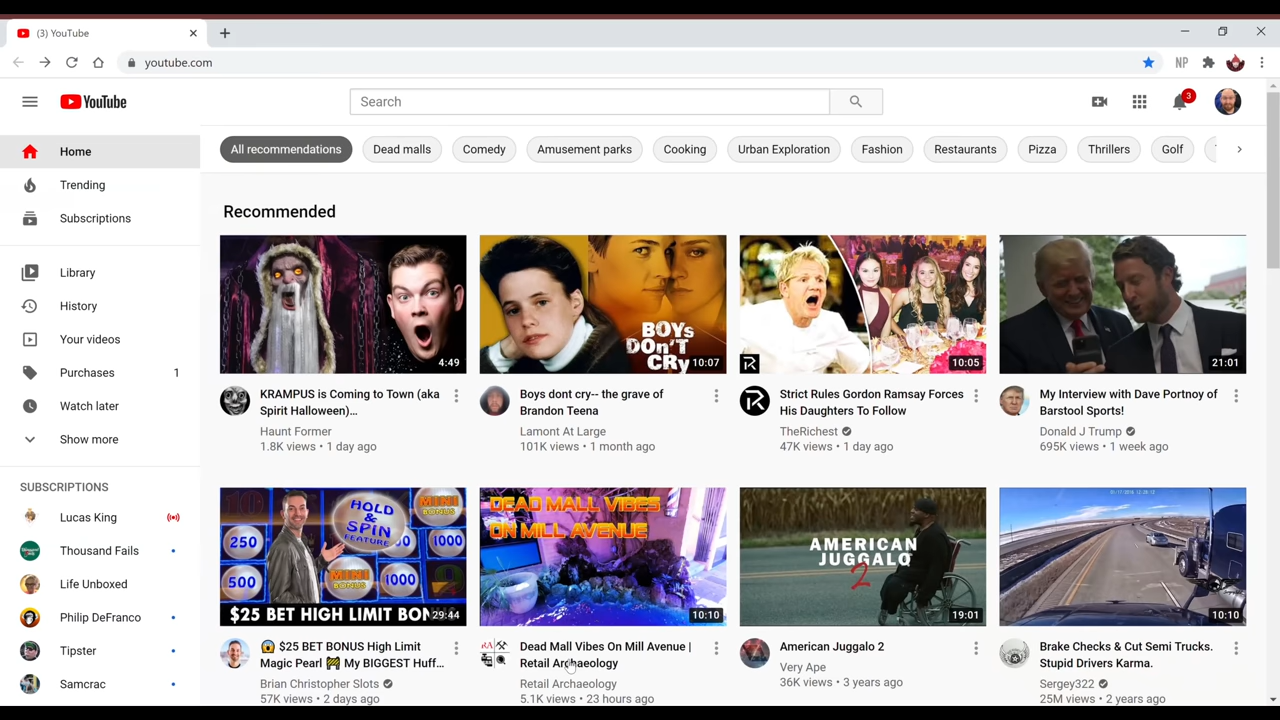 (3) YouTube
youtube.com
NP
YouTube
Search
3
All recommendations
Dead malls
Comedy
Amusement parks
Cooking
Urban Exploration
Fashion
Restaurants
Pizza
Thrillers
Golf
Home
Trending
Subscriptions
Library
History
Your videos
Purchases 1
Watch later
Show more
SUBSCRIPTIONS
Lucas King
Thousand Fails
Life Unboxed
Philip DeFranco
Tipster
Samcrac
Recommended
4:49
KRAMPUS is Coming to Town (aka
Spirit Halloween)...
Haunt Former
1.8K views • 1 day ago
BOYS
DON'T
CRY
10:07
Boys dont cry-- the grave of
Brandon Teena
Lamont At Large
101K views • 1 month ago
R
10:05
R
Strict Rules Gordon Ramsay Forces
His Daughters To Follow
TheRichest
47K views • 1 day ago
21:01
My Interview with Dave Portnoy of
Barstool Sports!
Donald J Trump
695K views • 1 week ago
HOLD
&
SPIN
FEATURE
MINI
BONUS
250
1000
500
MINI
BONUS
1000
$25 BET HIGH LIMIT BON
29:44
$25 BET BONUS High Limit
Magic Pearl My BIGGEST Huff...
Brian Christopher Slots
57K views • 2 days ago
DEAD MALL VIBES
ON MILL AVENUE
10:10
RA
Dead Mall Vibes On Mill Avenue |
Retail Archaeology
Retail Archaeology
5.1K views • 23 hours ago
AMERICAN
JUGGALO
2
19:01
American Juggalo 2
Very Ape
36K views • 3 years ago
10:10
Brake Checks & Cut Semi Trucks.
Stupid Drivers Karma.
Sergey322
25M views • 2 years ago